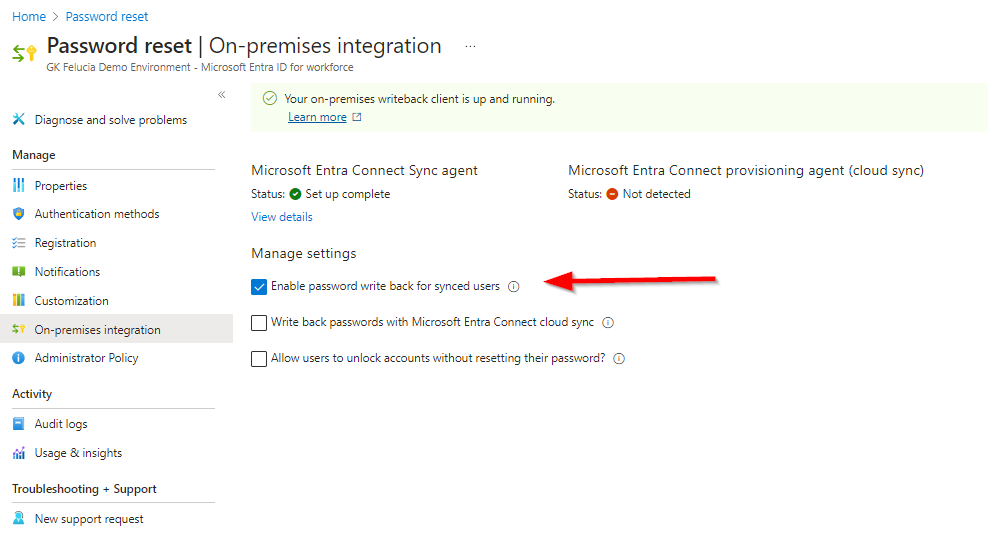 Home > Password reset
Password reset | On-premises integration ...
GK Felucia Demo Environment - Microsoft Entra ID for workforce
«
Diagnose and solve problems
Manage
Properties
Authentication methods
Registration
Notifications
Customization
On-premises integration
Administrator Policy
Activity
Audit logs
Usage & insights
Troubleshooting + Support
New support request
Your on-premises writeback client is up and running.
Learn more
Microsoft Entra Connect Sync agent
Status: Set up complete
View details
Microsoft Entra Connect provisioning agent (cloud sync)
Status: Not detected
Manage settings
Enable password write back for synced users
Write back passwords with Microsoft Entra Connect cloud sync
Allow users to unlock accounts without resetting their password?